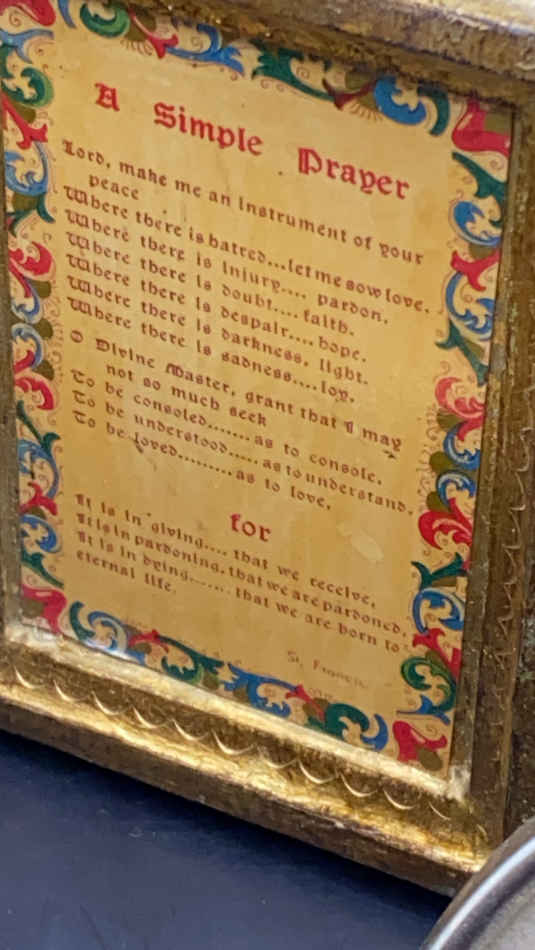 A Simple Prayer
Lord, make me an Instrument of your
peace
Where there is hatred...let me sow love.
Where there is Injury.... pardon.
Where there is doubt.... faith.
Where there Is despair.... hope.
Where there is darkness, light.
Where there is sadness.... joy.
O Divine Master, grant that I may
not so much seek
To be consoled....... as to console.
To be understood..... as to understand.
To be loved......... as to love,
for
It is in giving.... that we receive,
It is in pardoning, that we are pardoned.
It is in dying....... that we are born to
eternal life.
St. Francis